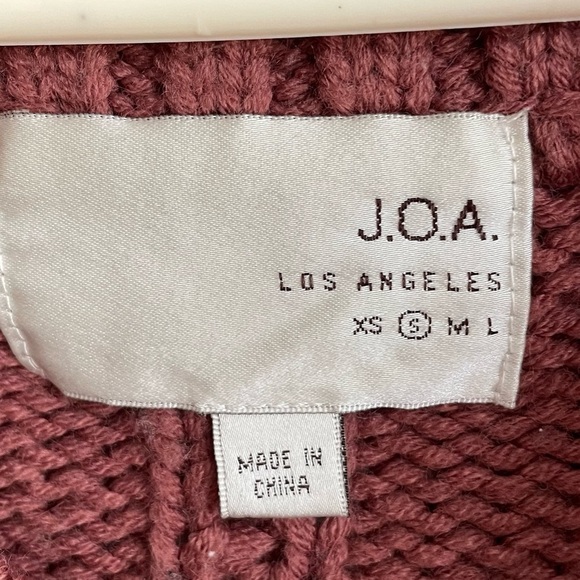 J.O.A.
LOS ANGELES
XS S M L
MADE IN
CHINA